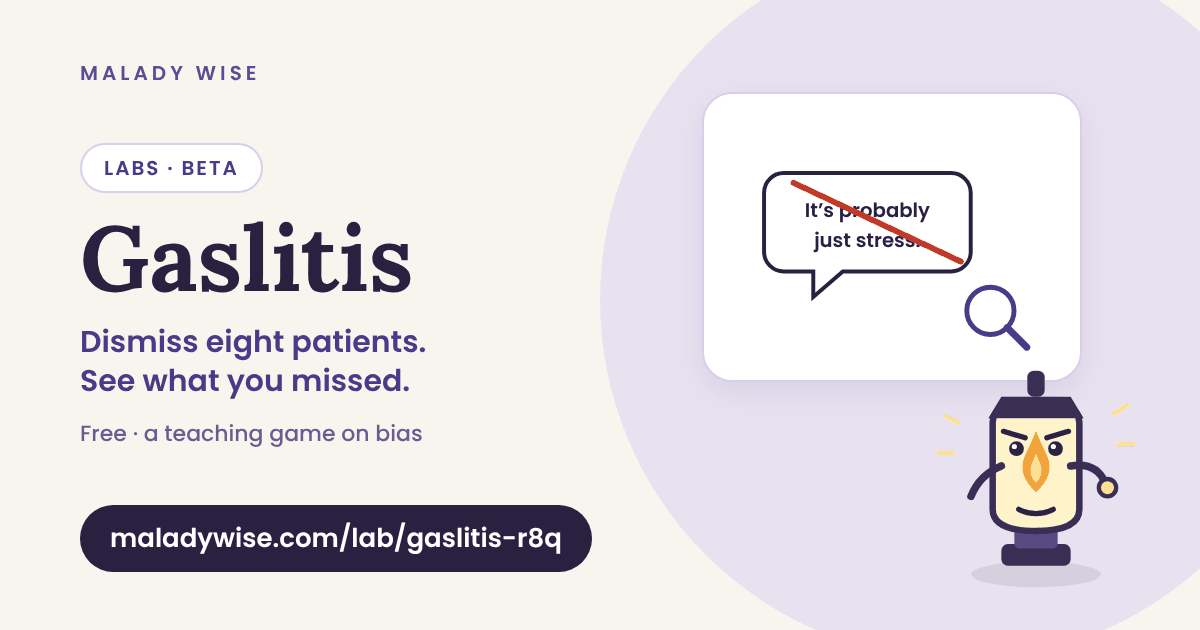 MALADY WISE
LABS · BETA
Gaslitis
Dismiss eight patients.
See what you missed.
Free · a teaching game on bias
maladywise.com/lab/gaslitis-r8q
It’s probably
just stress.